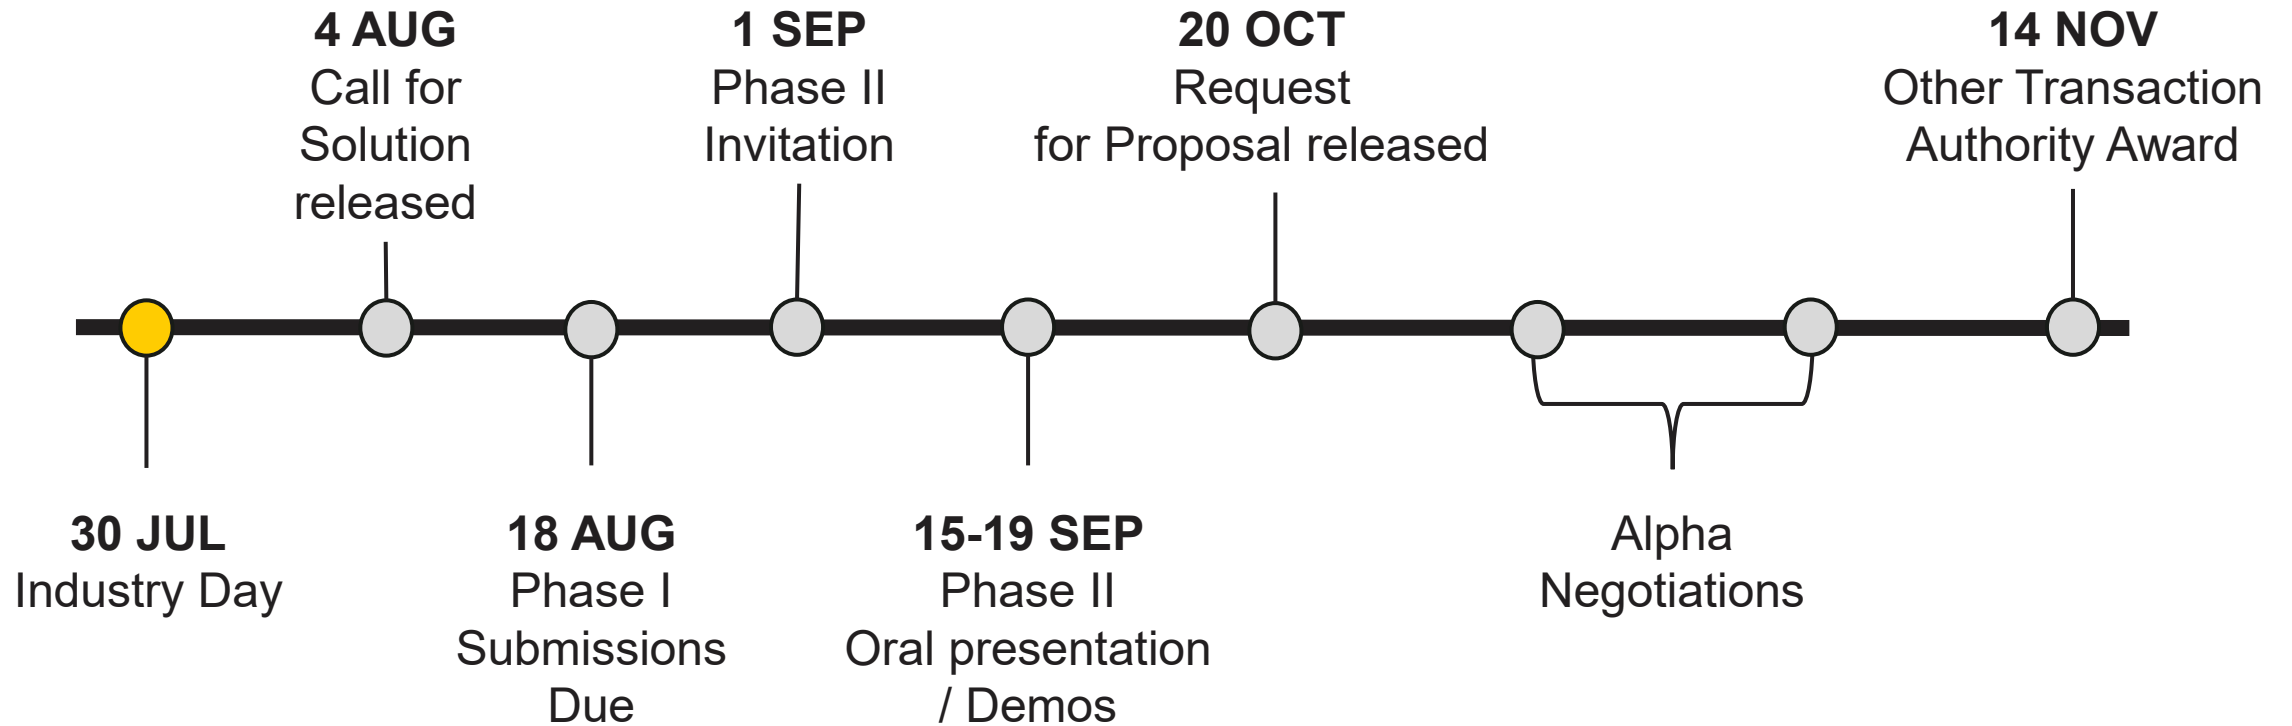 4 AUG
Call for
Solution
released
1 SEP
Phase II
Invitation
20 OCT
Request
for Proposal released
14 NOV
Other Transaction
Authority Award
30 JUL
Industry Day
18 AUG
Phase I
Submissions
Due
15-19 SEP
Phase II
Oral presentation
/ Demos
Alpha
Negotiations